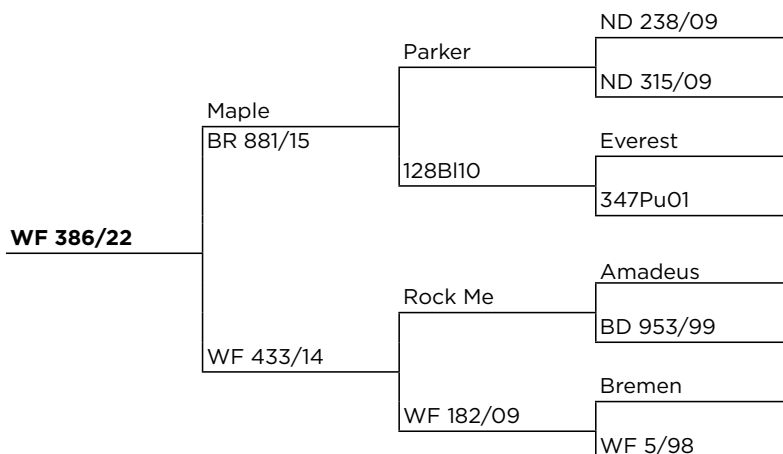 ND 238/09
Parker
ND 315/09
Maple
BR 881/15
Everest
128Bl10
347Pu01
WF 386/22
Amadeus
Rock Me
BD 953/99
WF 433/14
Bremen
WF 182/09
WF 5/98